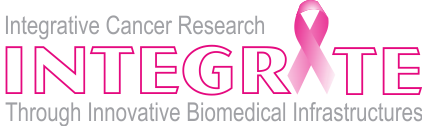 Integrative Cancer Research
INTEGRATE
Through Innovative Biomedical Infrastructures